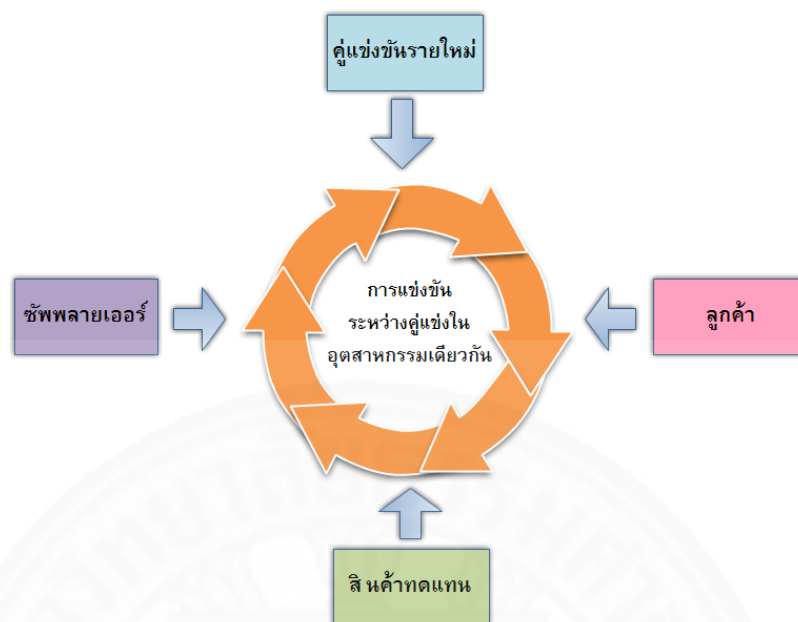 คู่แข่งขันรายใหม่
การแข่งขัน
ระหว่างคู่แข่งใน
อุตสาหกรรมเดียวกัน
ซัพพลายเออร์
ลูกค้า
สินค้าทดแทน